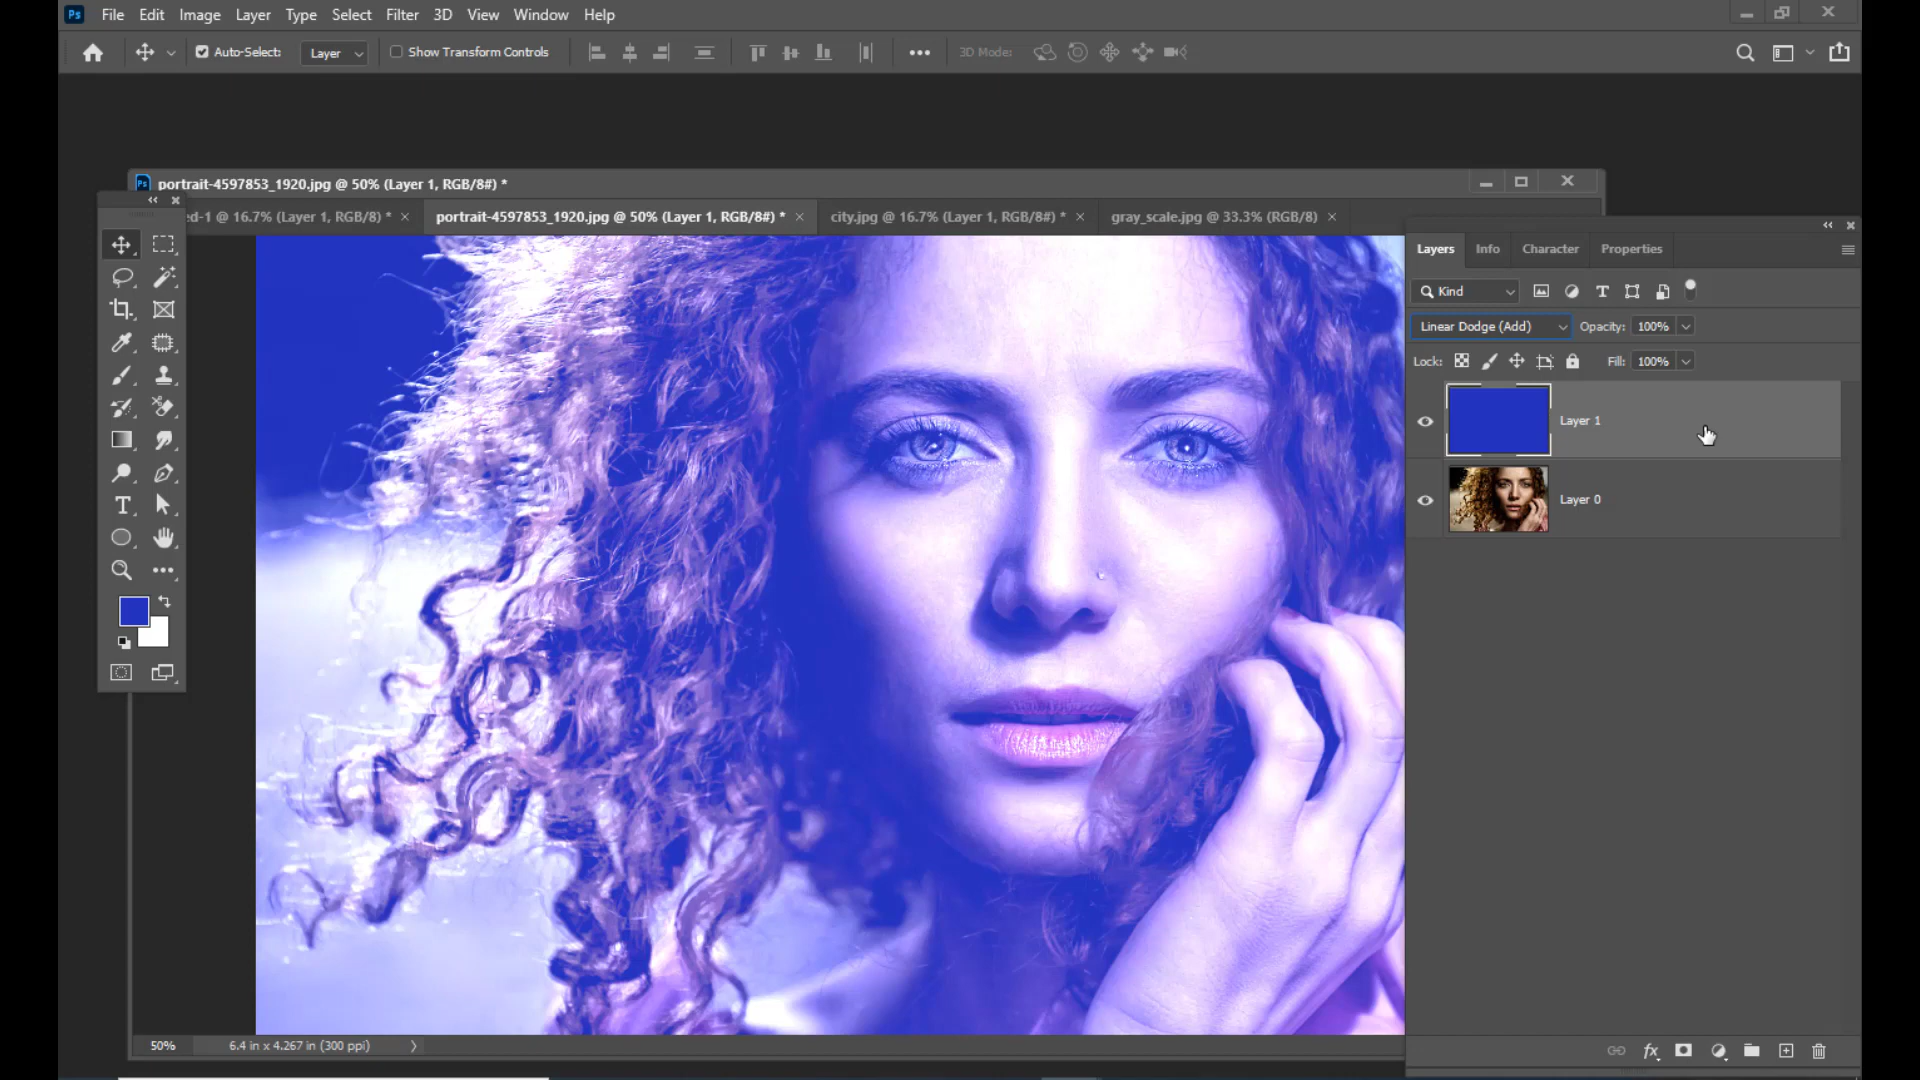 Ps File Edit Image Layer Type Select Filter 3D View Window Help
Auto-Select: Layer Show Transform Controls 3D Mode:
Ps portrait-4597853_1920.jpg @ 50% (Layer 1, RGB/8#) *
ed-1 @ 16.7% (Layer 1, RGB/8) * portrait-4597853_1920.jpg @ 50% (Layer 1, RGB/8#) * city.jpg @ 16.7% (Layer 1, RGB/8#) * gray_scale.jpg @ 33.3% (RGB/8)
Layers Info Character Properties
Kind
Linear Dodge (Add) Opacity: 100%
Lock: Fill: 100%
Layer 1
Layer 0
50% 6.4 in x 4.267 in (300 ppi)
fx